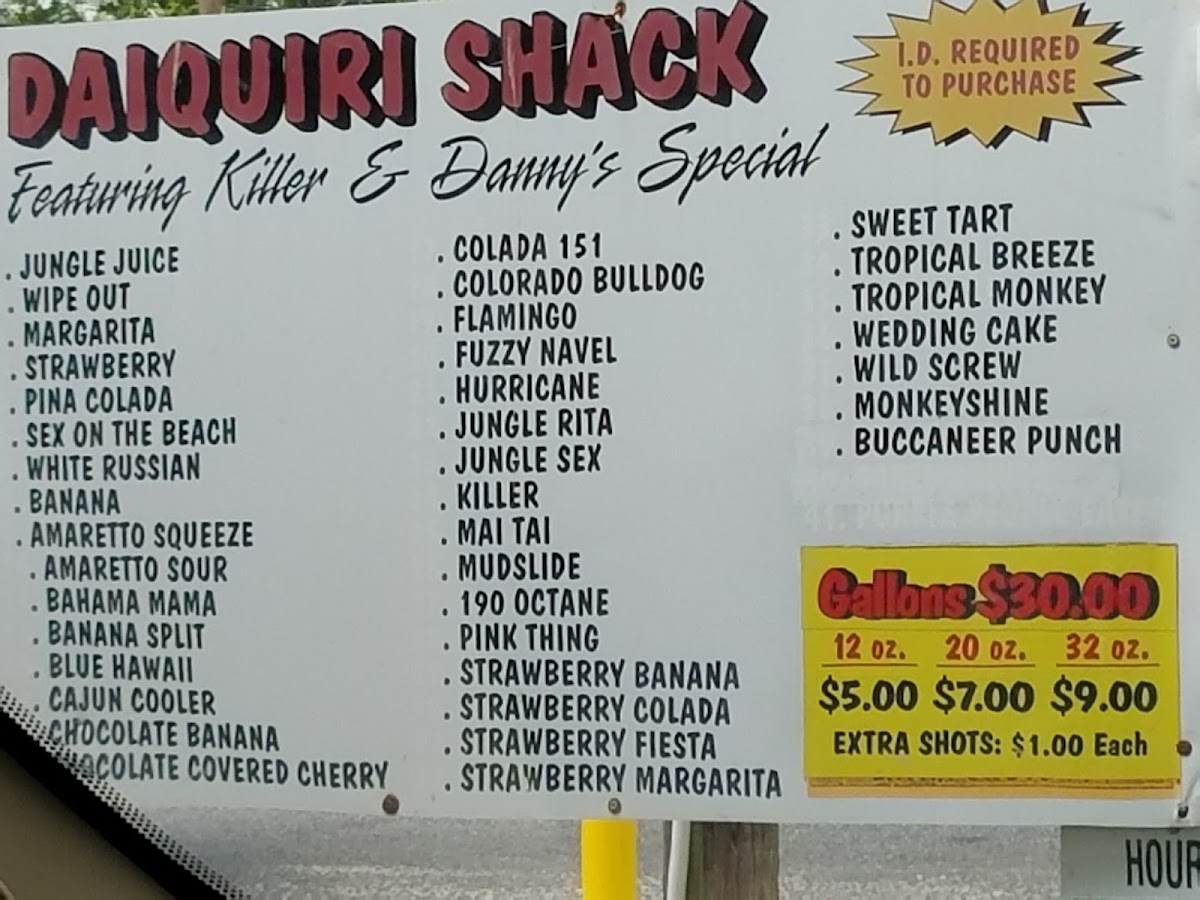 DAIQUIRI SHACK
Featuring Killer & Danny's Special
I.D. REQUIRED
TO PURCHASE
. JUNGLE JUICE
. WIPE OUT
. MARGARITA
. STRAWBERRY
. PINA COLADA
. SEX ON THE BEACH
. WHITE RUSSIAN
. BANANA
. AMARETTO SQUEEZE
. AMARETTO SOUR
. BAHAMA MAMA
. BANANA SPLIT
. BLUE HAWAII
. CAJUN COOLER
CHOCOLATE BANANA
CHOCOLATE COVERED CHERRY
. COLADA 151
. COLORADO BULLDOG
. FLAMINGO
. FUZZY NAVEL
. HURRICANE
. JUNGLE RITA
. JUNGLE SEX
. KILLER
. MAI TAI
. MUDSLIDE
. 190 OCTANE
. PINK THING
. STRAWBERRY BANANA
. STRAWBERRY COLADA
. STRAWBERRY FIESTA
. STRAWBERRY MARGARITA
. SWEET TART
. TROPICAL BREEZE
. TROPICAL MONKEY
. WEDDING CAKE
. WILD SCREW
. MONKEYSHINE
. BUCCANEER PUNCH
Gallons $30.00
12 oz. 20 oz. 32 oz.
$5.00 $7.00 $9.00
EXTRA SHOTS: $1.00 Each
HOUR